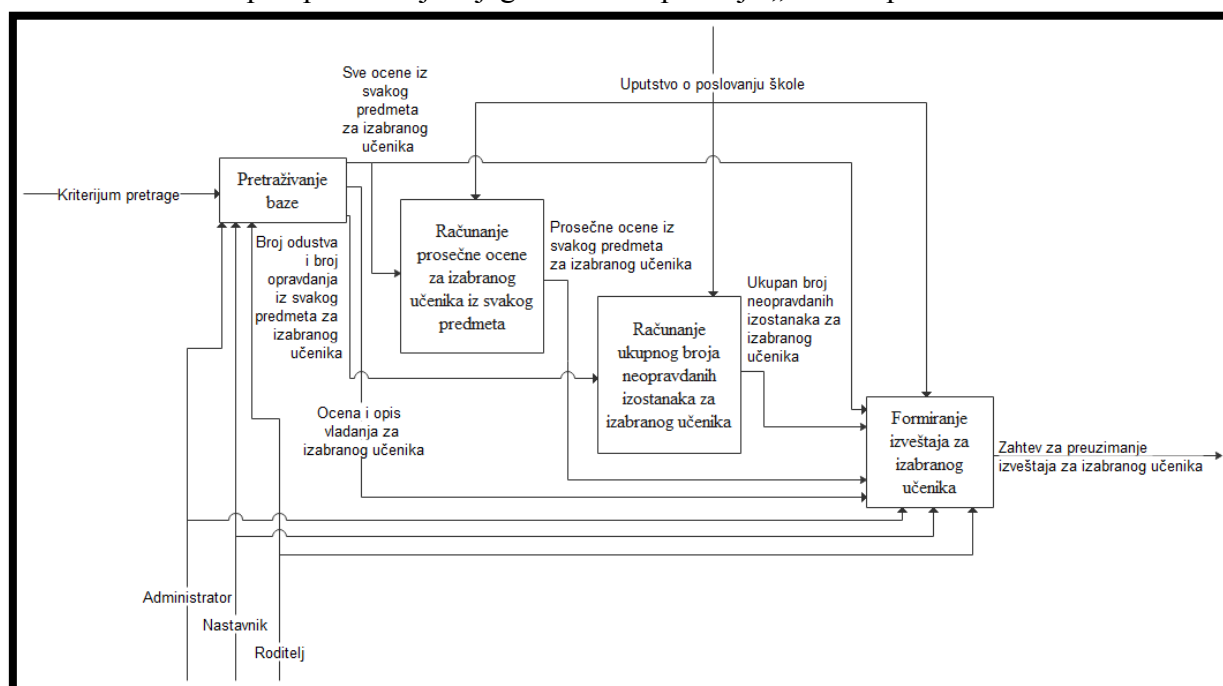 Sve ocene iz
svakog
predmeta
za izabranog
učenika
Uputstvo o poslovanju škole
Kriterijum pretrage
Pretraživanje
baze
Broj odustva
i broj
opravdanja
iz svakog
predmeta za
izabranog
učenika
Računanje
prosečne ocene
za izabranog
učenika iz svakog
predmeta
Prosečne ocene iz
svakog predmeta
za izabranog učenika
Računanje
ukupnog broja
neopravdanih
izostanaka za
izabranog učenika
Ukupan broj
neopravdanih
izostanaka za
izabranog
učenika
Ocena i opis
vladanja za
izabranog učenika
Formiranje
izveštaja za
izabranog
učenika
Zahtev za preuzimanje
izveštaja za izabranog učenika
Administrator
Nastavnik
Roditelj